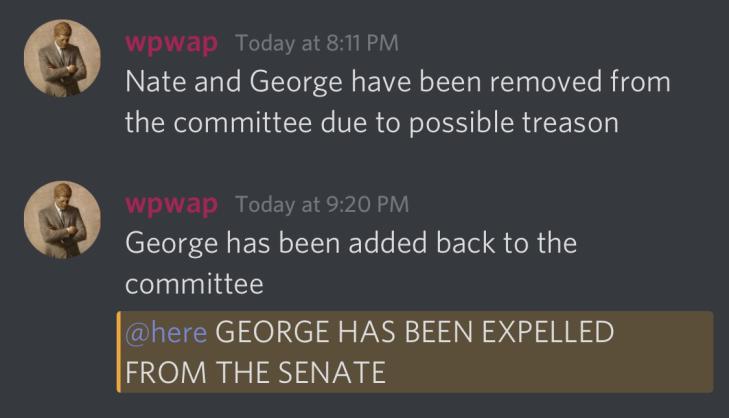 wpwap Today at 8:11 PM
Nate and George have been removed from
the committee due to possible treason
wpwap Today at 9:20 PM
George has been added back to the
committee
@here GEORGE HAS BEEN EXPELLED
FROM THE SENATE